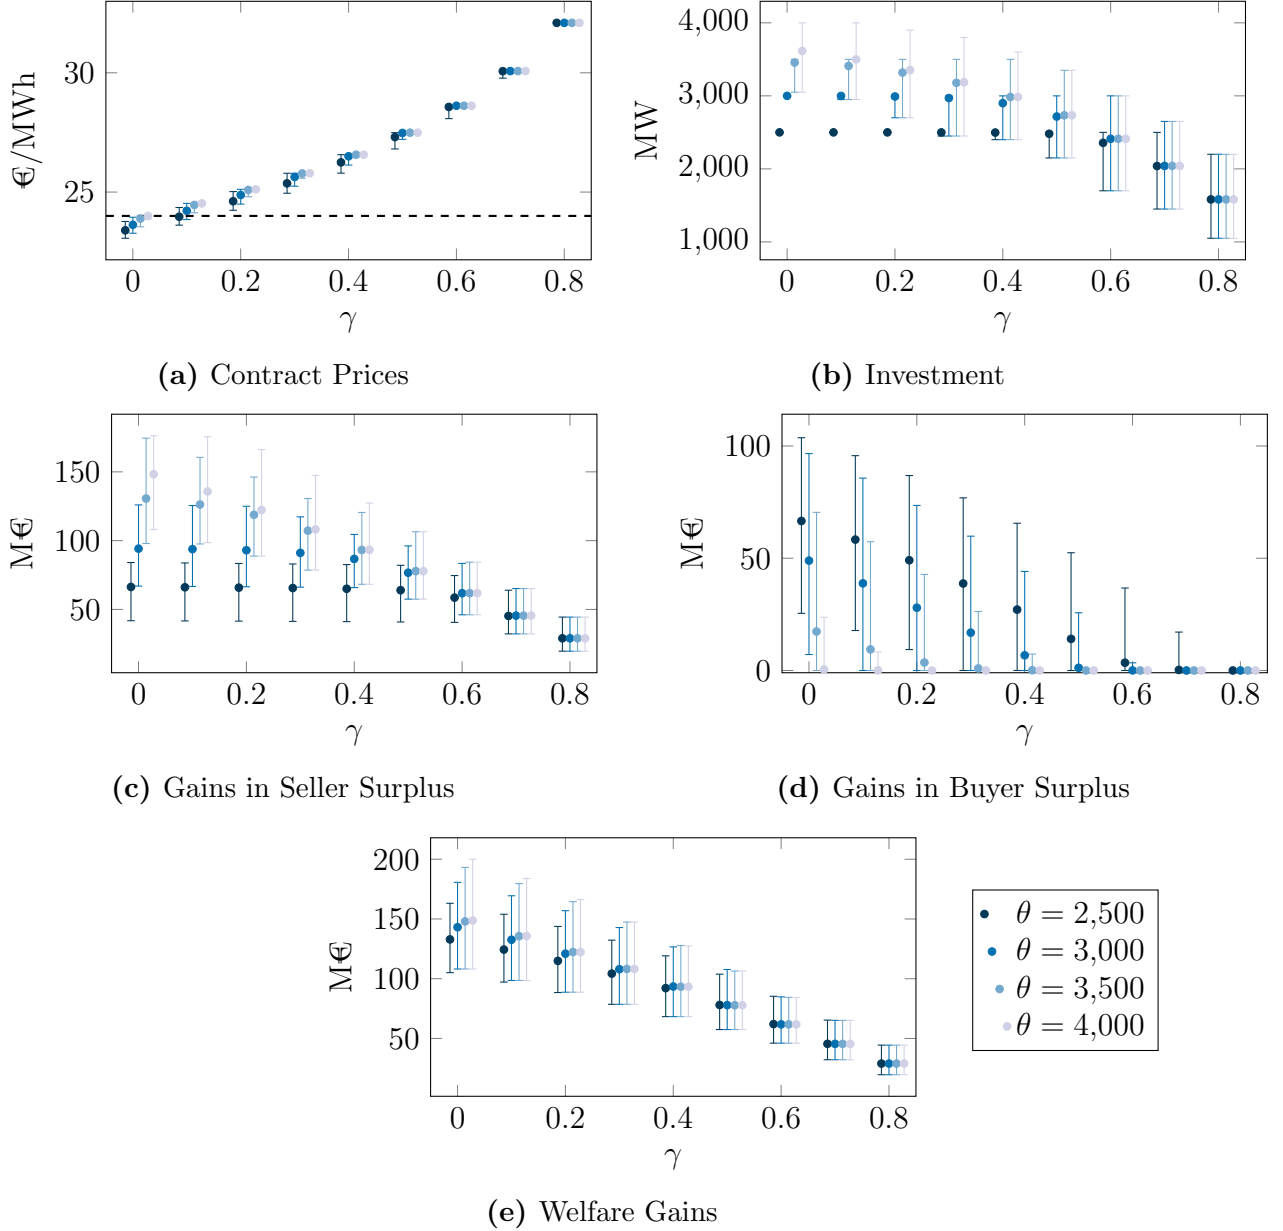 €/MWh
30
25
0
0.2
0.4
0.6
0.8
γ
(a) Contract Prices
MW
4,000
3,000
2,000
1,000
0
0.2
0.4
0.6
0.8
γ
(b) Investment
M€
150
100
50
0
0.2
0.4
0.6
0.8
γ
(c) Gains in Seller Surplus
M€
100
50
0
0
0.2
0.4
0.6
0.8
γ
(d) Gains in Buyer Surplus
M€
200
150
100
50
0
0.2
0.4
0.6
0.8
γ
(e) Welfare Gains
θ = 2,500
θ = 3,000
θ = 3,500
θ = 4,000